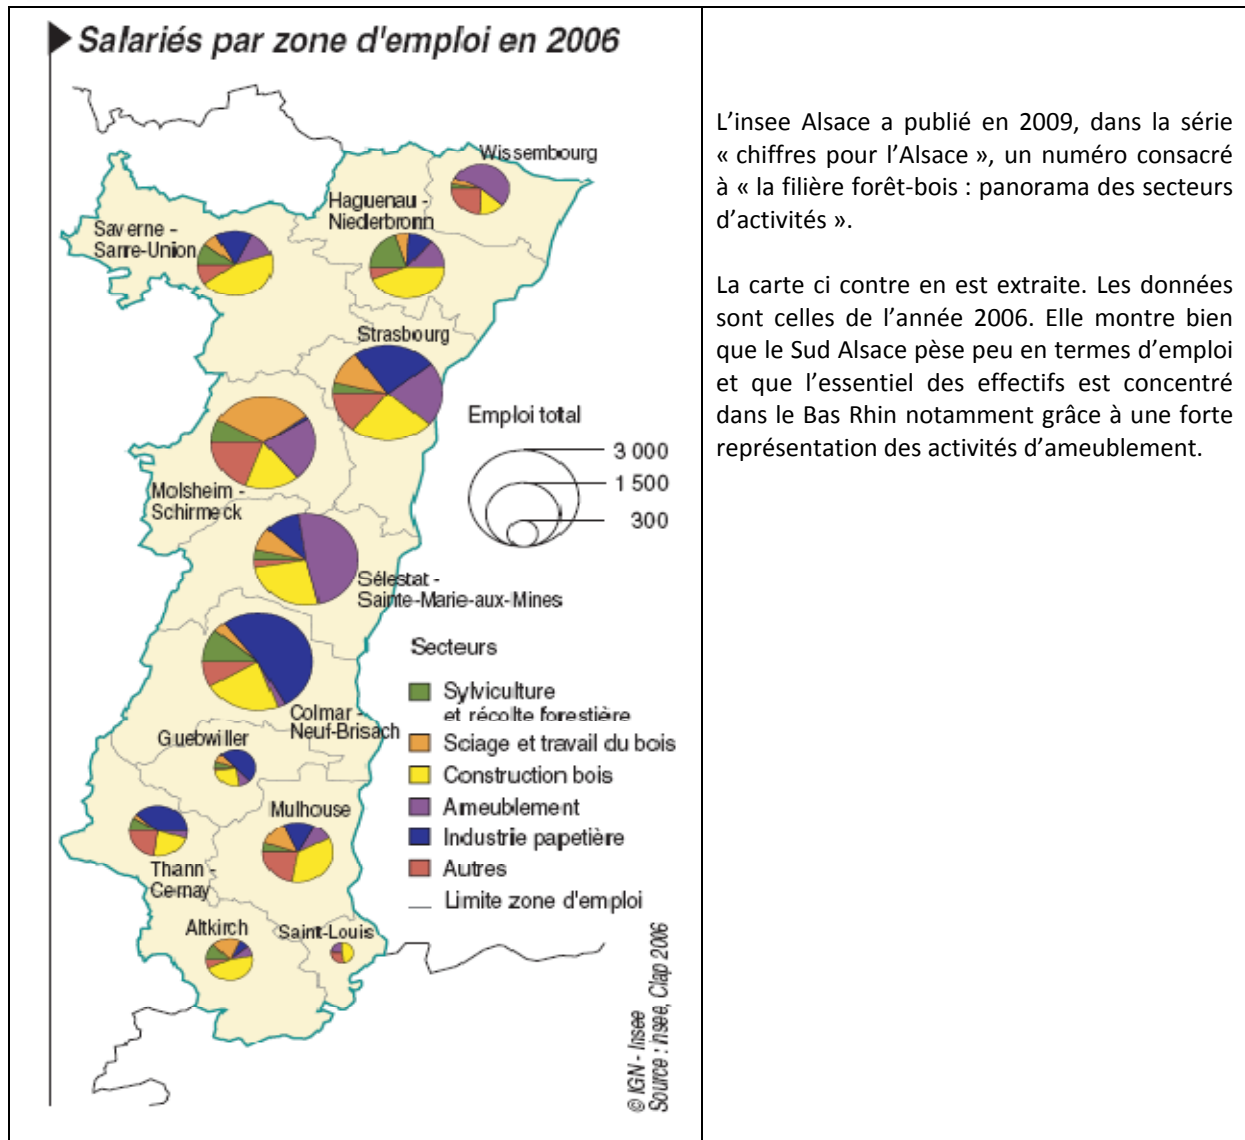 Salariés par zone d'emploi en 2006
Wissembourg
Haguenau -
Niederbronn
Saverne -
Sarre-Union
Strasbourg
Emploi total
3 000
1 500
300
Molsheim -
Schirmeck
Sélestat -
Sainte-Marie-aux-Mines
Colmar -
Neuf-Brisach
Guebwiller
Mulhouse
Thann -
Cernay
Altkirch
Saint-Louis
Secteurs
Sylviculture
et récolte forestière
Sciage et travail du bois
Construction bois
Ameublement
Industrie papetière
Autres
Limite zone d'emploi
© IGN - Insee
Source : insee, Clap 2006
L'insee Alsace a publié en 2009, dans la série
« chiffres pour l'Alsace », un numéro consacré
à « la filière forêt-bois : panorama des secteurs
d'activités ».
La carte ci contre en est extraite. Les données
sont celles de l'année 2006. Elle montre bien
que le Sud Alsace pèse peu en termes d'emploi
et que l'essentiel des effectifs est concentré
dans le Bas Rhin notamment grâce à une forte
représentation des activités d'ameublement.